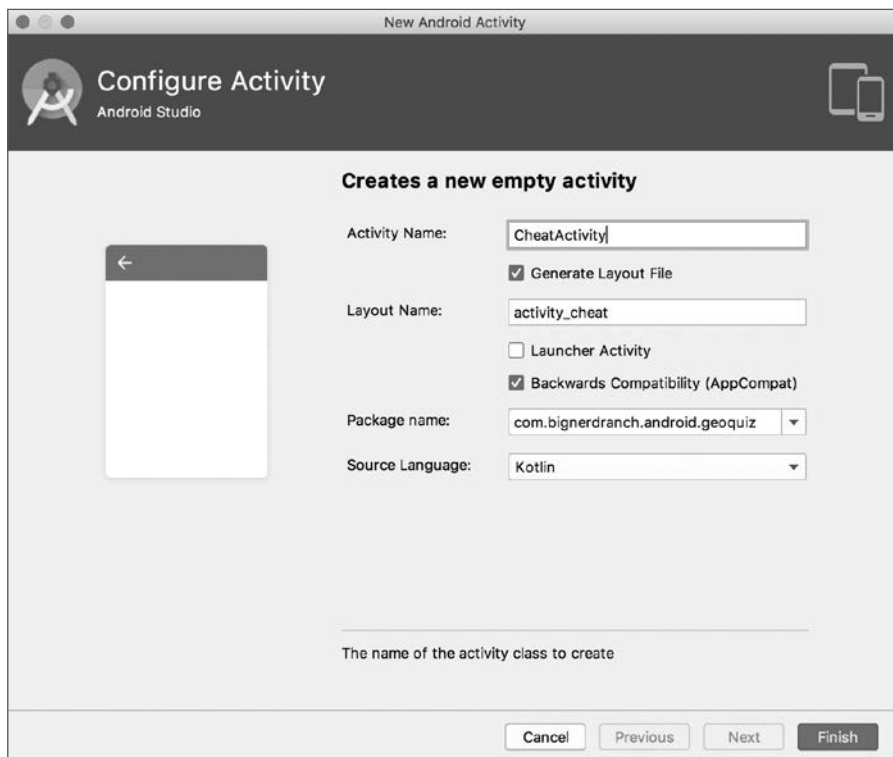 New Android Activity
Configure Activity
Android Studio
Creates a new empty activity
Activity Name:
CheatActivity
Generate Layout File
Layout Name:
activity_cheat
Launcher Activity
Backwards Compatibility (AppCompat)
Package name:
com.bignerdranch.android.geoquiz
Source Language:
Kotlin
The name of the activity class to create
Cancel
Previous
Next
Finish